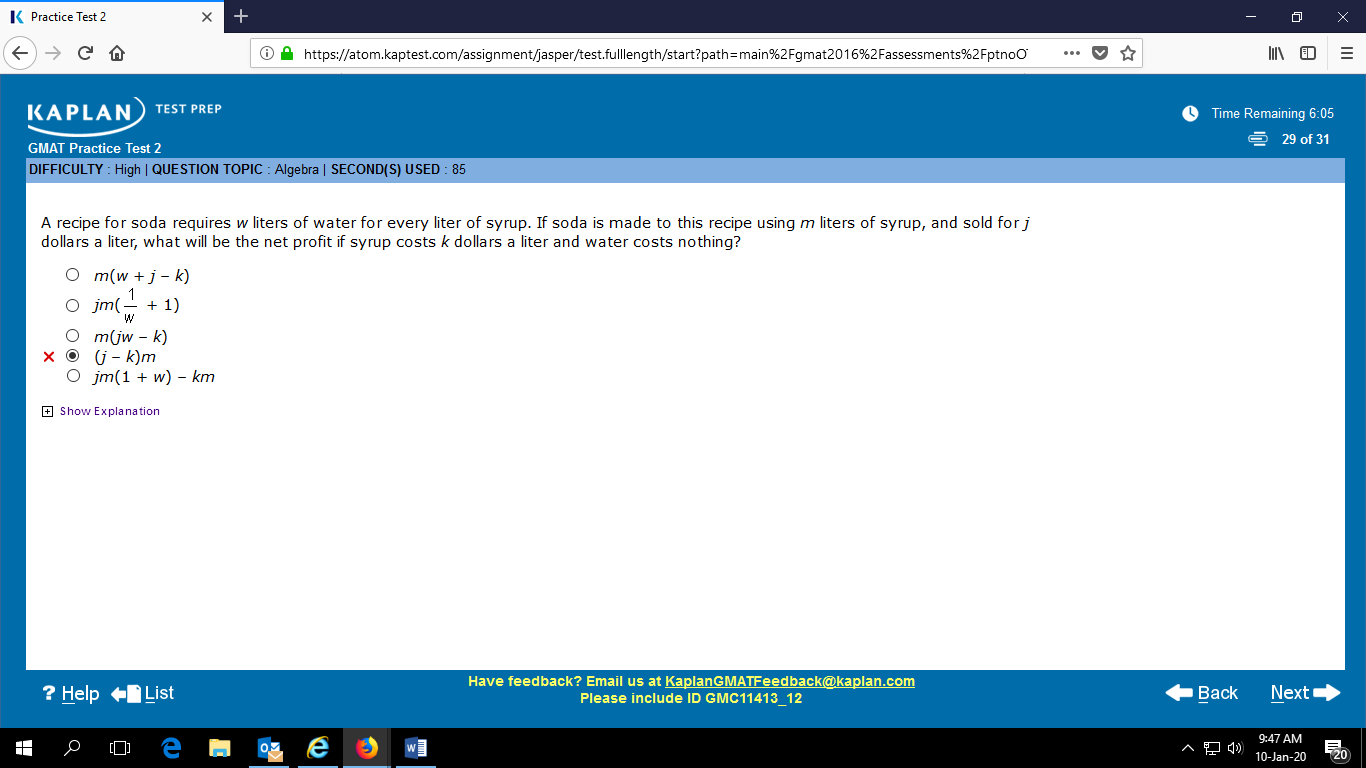 Practice Test 2
https://atom.kaptest.com/assignment/jasper/test.fulllength/start?path=main%2Fgmat2016%2Fassessments%2FptnoO
KAPLAN TEST PREP
Time Remaining 6:05
GMAT Practice Test 2
29 of 31
DIFFICULTY : High | QUESTION TOPIC : Algebra | SECOND(S) USED : 85
A recipe for soda requires w liters of water for every liter of syrup. If soda is made to this recipe using m liters of syrup, and sold for j
dollars a liter, what will be the net profit if syrup costs k dollars a liter and water costs nothing?
m(w + j – k)
jm(1/w + 1)
m(jw – k)
(j – k)m
jm(1 + w) – km
Show Explanation
? Help
List
Have feedback? Email us at KaplanGMATFeedback@kaplan.com
Please include ID GMC11413_12
Back
Next
9:47 AM
10-Jan-20
20